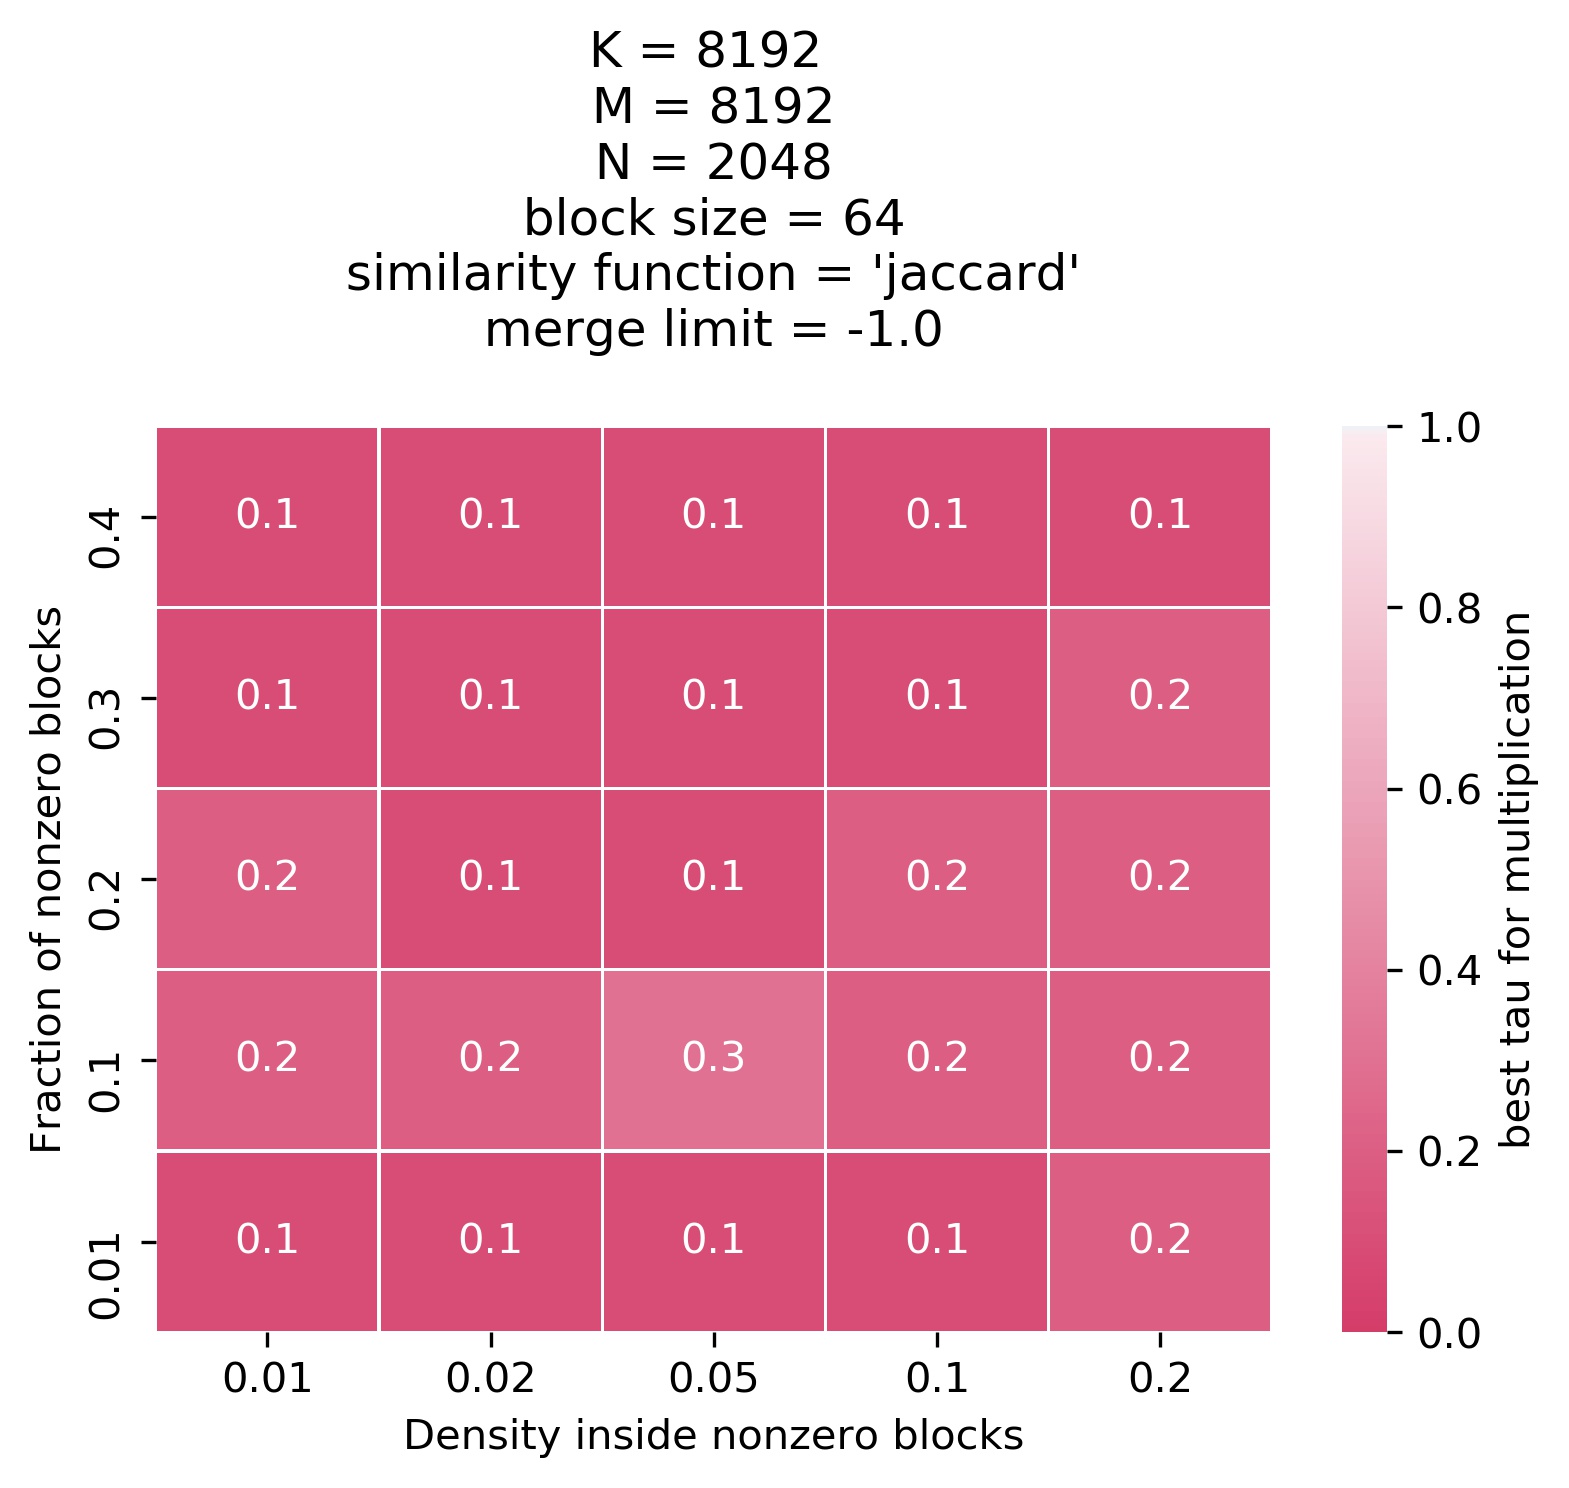 K = 8192
M = 8192
N = 2048
block size = 64
similarity function = 'jaccard'
merge limit = -1.0
Fraction of nonzero blocks
0.4
0.1 0.1 0.1 0.1 0.1
0.3
0.1 0.1 0.1 0.1 0.2
0.2
0.2 0.1 0.1 0.2 0.2
0.1
0.2 0.2 0.3 0.2 0.2
0.01
0.1 0.1 0.1 0.1 0.2
0.01 0.02 0.05 0.1 0.2
Density inside nonzero blocks
1.0
0.8
0.6
0.4
0.2
0.0
best tau for multiplication